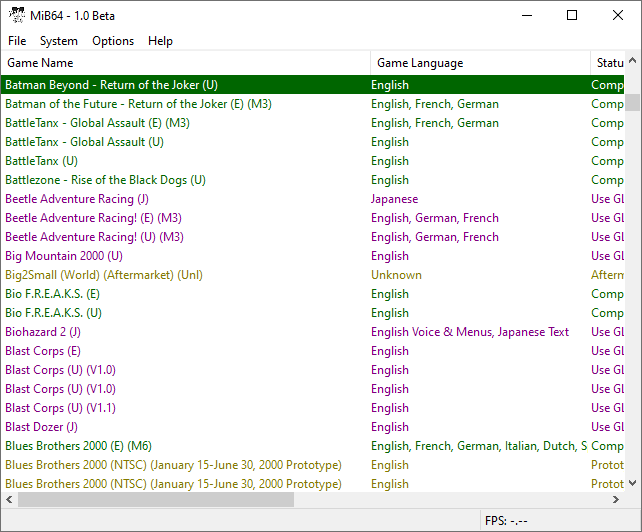 MiB64 - 1.0 Beta
File System Options Help
Game Name Game Language Statu
Batman Beyond - Return of the Joker (U) English Comp
Batman of the Future - Return of the Joker (E) (M3) English, French, German Comp
BattleTanx - Global Assault (E) (M3) English, French, German Comp
BattleTanx - Global Assault (U) English Comp
BattleTanx (U) English Comp
Battlezone - Rise of the Black Dogs (U) English Comp
Beetle Adventure Racing (J) Japanese Use GL
Beetle Adventure Racing! (E) (M3) English, German, French Use GL
Beetle Adventure Racing! (U) (M3) English, German, French Use GL
Big Mountain 2000 (U) English Use GL
Big2Small (World) (Aftermarket) (Unl) Unknown Afterm
Bio F.R.E.A.K.S. (E) English Comp
Bio F.R.E.A.K.S. (U) English Comp
Biohazard 2 (J) English Voice & Menus, Japanese Text Use GL
Blast Corps (E) English Use GL
Blast Corps (U) (V1.0) English Use GL
Blast Corps (U) (V1.0) English Use GL
Blast Corps (U) (V1.1) English Use GL
Blast Dozer (J) English Use GL
Blues Brothers 2000 (E) (M6) English, French, German, Italian, Dutch, S Comp
Blues Brothers 2000 (NTSC) (January 15-June 30, 2000 Prototype) English Protot
Blues Brothers 2000 (NTSC) (January 15-June 30, 2000 Prototype) English Protot
FPS: -.--